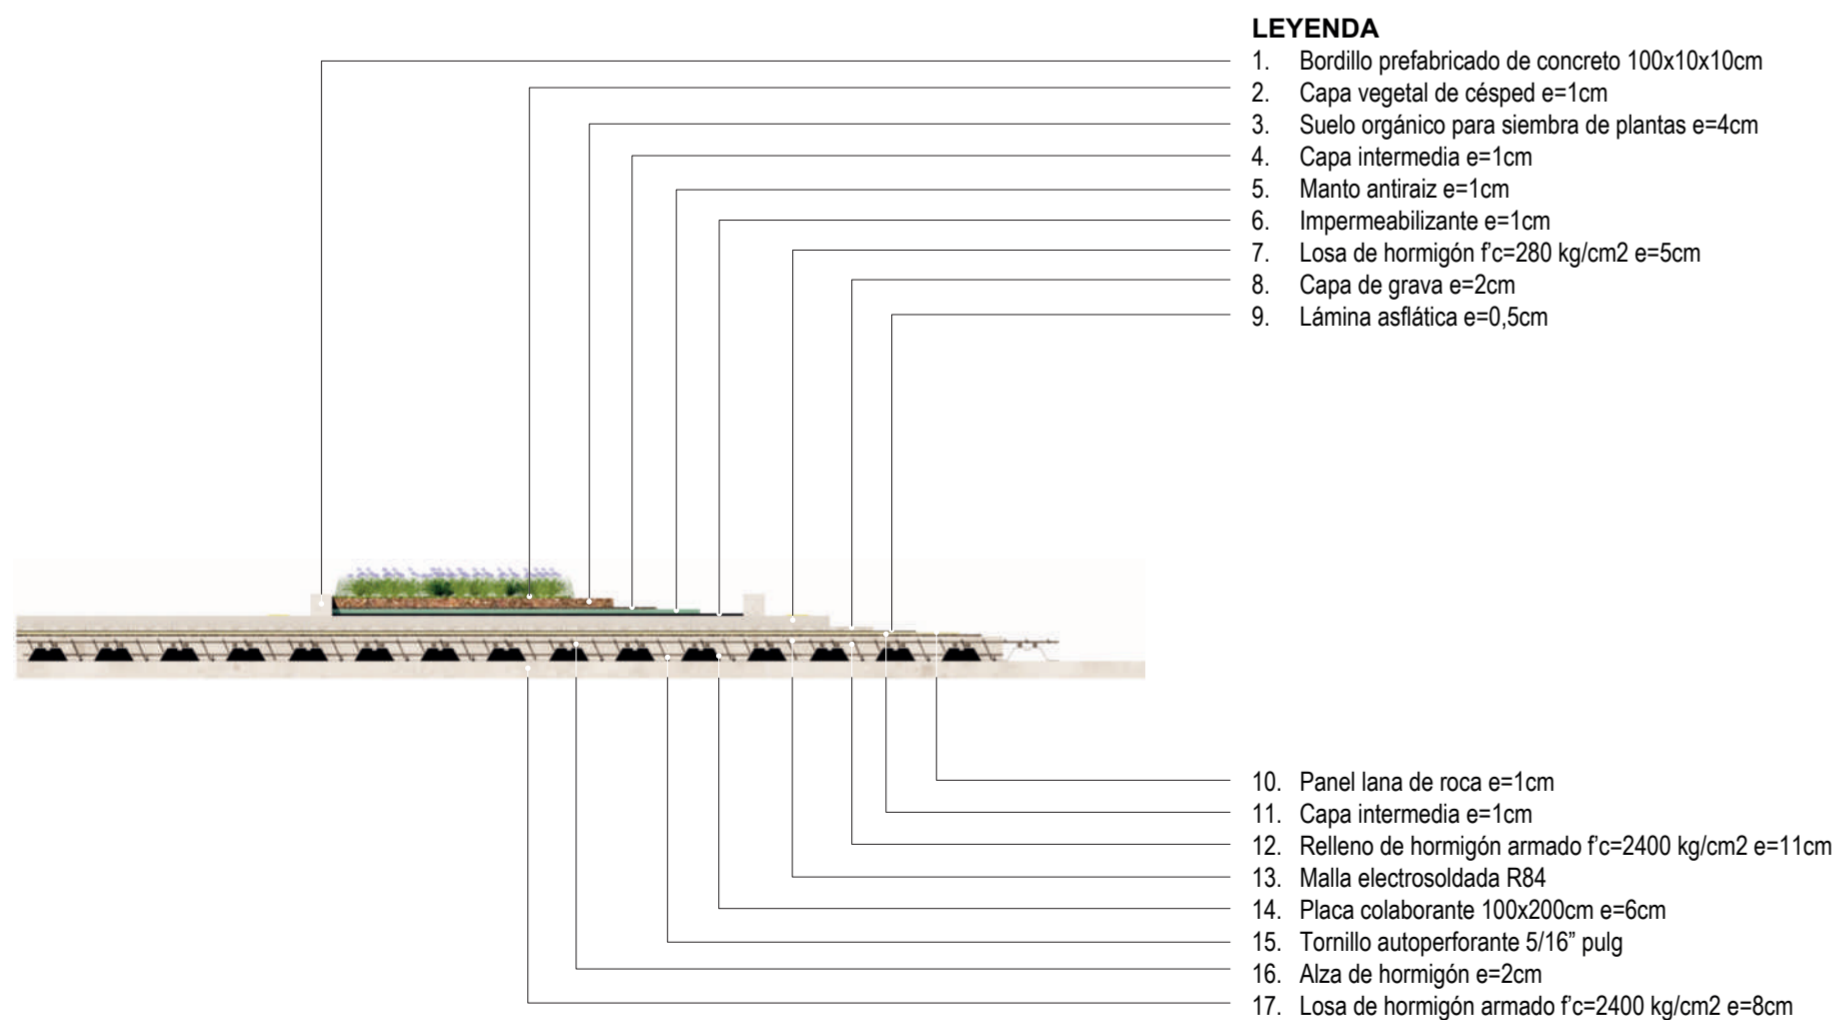 LEYENDA
1. Bordillo prefabricado de concreto 100x10x10cm
2. Capa vegetal de césped e=1cm
3. Suelo orgánico para siembra de plantas e=4cm
4. Capa intermedia e=1cm
5. Manto antiraiz e=1cm
6. Impermeabilizante e=1cm
7. Losa de hormigón f'c=280 kg/cm2 e=5cm
8. Capa de grava e=2cm
9. Lámina asflática e=0,5cm
10. Panel lana de roca e=1cm
11. Capa intermedia e=1cm
12. Relleno de hormigón armado f'c=2400 kg/cm2 e=11cm
13. Malla electrosoldada R84
14. Placa colaborante 100x200cm e=6cm
15. Tornillo autoperforante 5/16” pulg
16. Alza de hormigón e=2cm
17. Losa de hormigón armado f'c=2400 kg/cm2 e=8cm